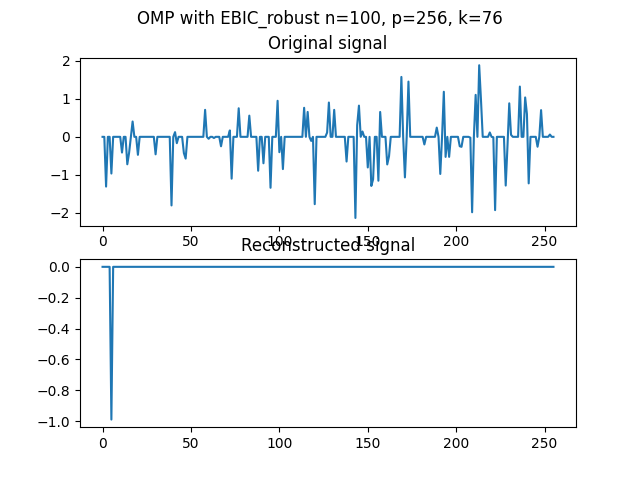 OMP with EBIC_robust n=100, p=256, k=76
Original signal
2
1
0
−1
−2
0 50 100 150 200 250
Reconstructed signal
0.0
−0.2
−0.4
−0.6
−0.8
−1.0
0 50 100 150 200 250